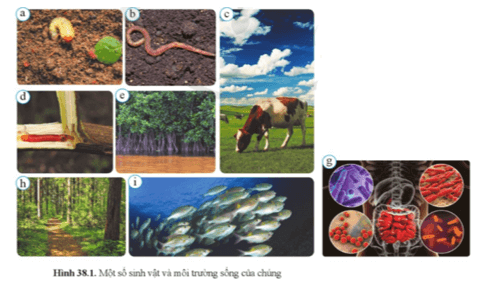 a
b
c
d
e
g
h
i
Hình 38.1. Một số sinh vật và môi trường sống của chúng